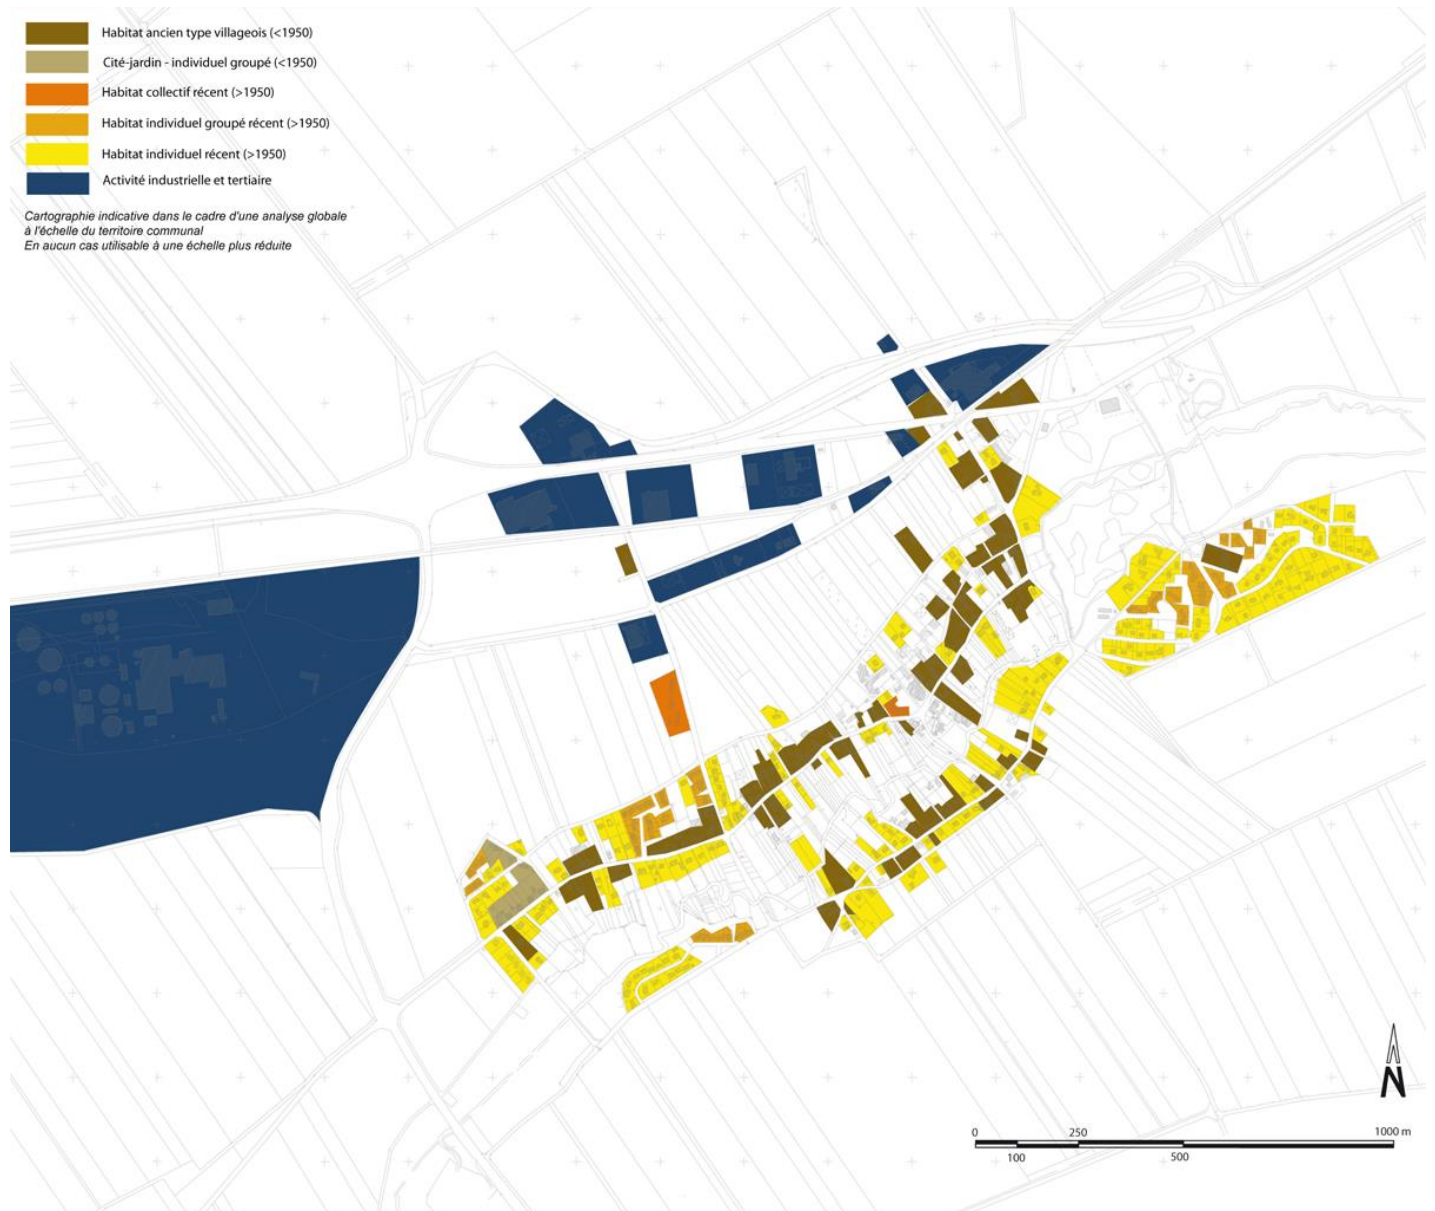 Habitat ancien type villageois (<1950)
Cité-jardin - individuel groupé (<1950)
Habitat collectif récent (>1950)
Habitat individuel groupé récent (>1950)
Habitat individuel récent (>1950)
Activité industrielle et tertiaire
Cartographie indicative dans le cadre d'une analyse globale
à l'échelle du territoire communal
En aucun cas utilisable à une échelle plus réduite
N
0 250 1000 m
100 500